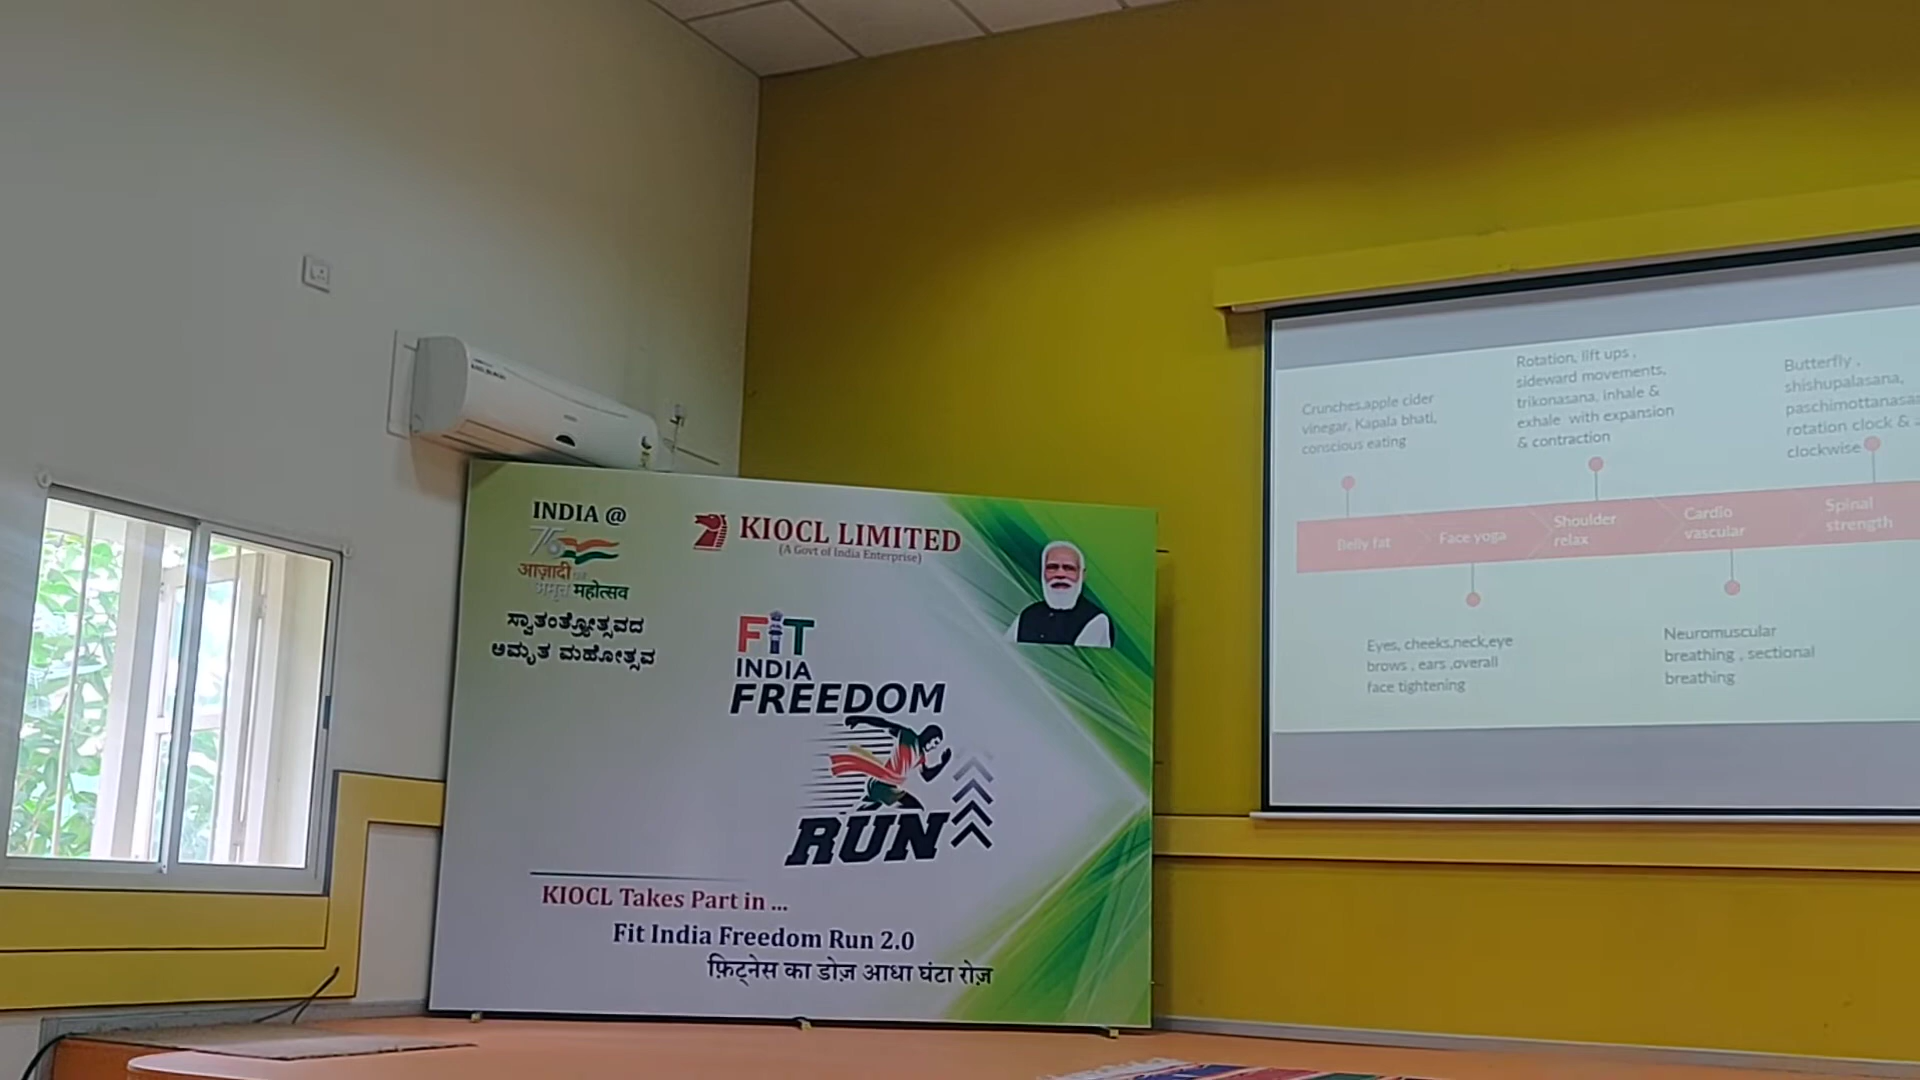 INDIA @
75
आज़ादी का
अमृत महोत्सव
ಸ್ವಾತಂತ್ರ್ಯೋತ್ಸವದ
ಅಮೃತ ಮಹೋತ್ಸವ
KIOCL LIMITED
(A Govt of India Enterprise)
FIT
INDIA
FREEDOM
RUN
KIOCL Takes Part in ...
Fit India Freedom Run 2.0
फ़िट्नेस का डोज़ आधा घंटा रोज़
Crunches,apple cider
vinegar, Kapala bhati,
conscious eating
Rotation, lift ups ,
sideward movements,
trikonasana, inhale &
exhale with expansion
& contraction
Butterfly ,
shishupalasana,
rotation clock &
clockwise
Belly fat
Face yoga
Shoulder
relax
Cardio
vascular
Spinal
strength
Eyes, cheeks,neck,eye
brows , ears ,overall
face tightening
Neuromuscular
breathing , sectional
breathing